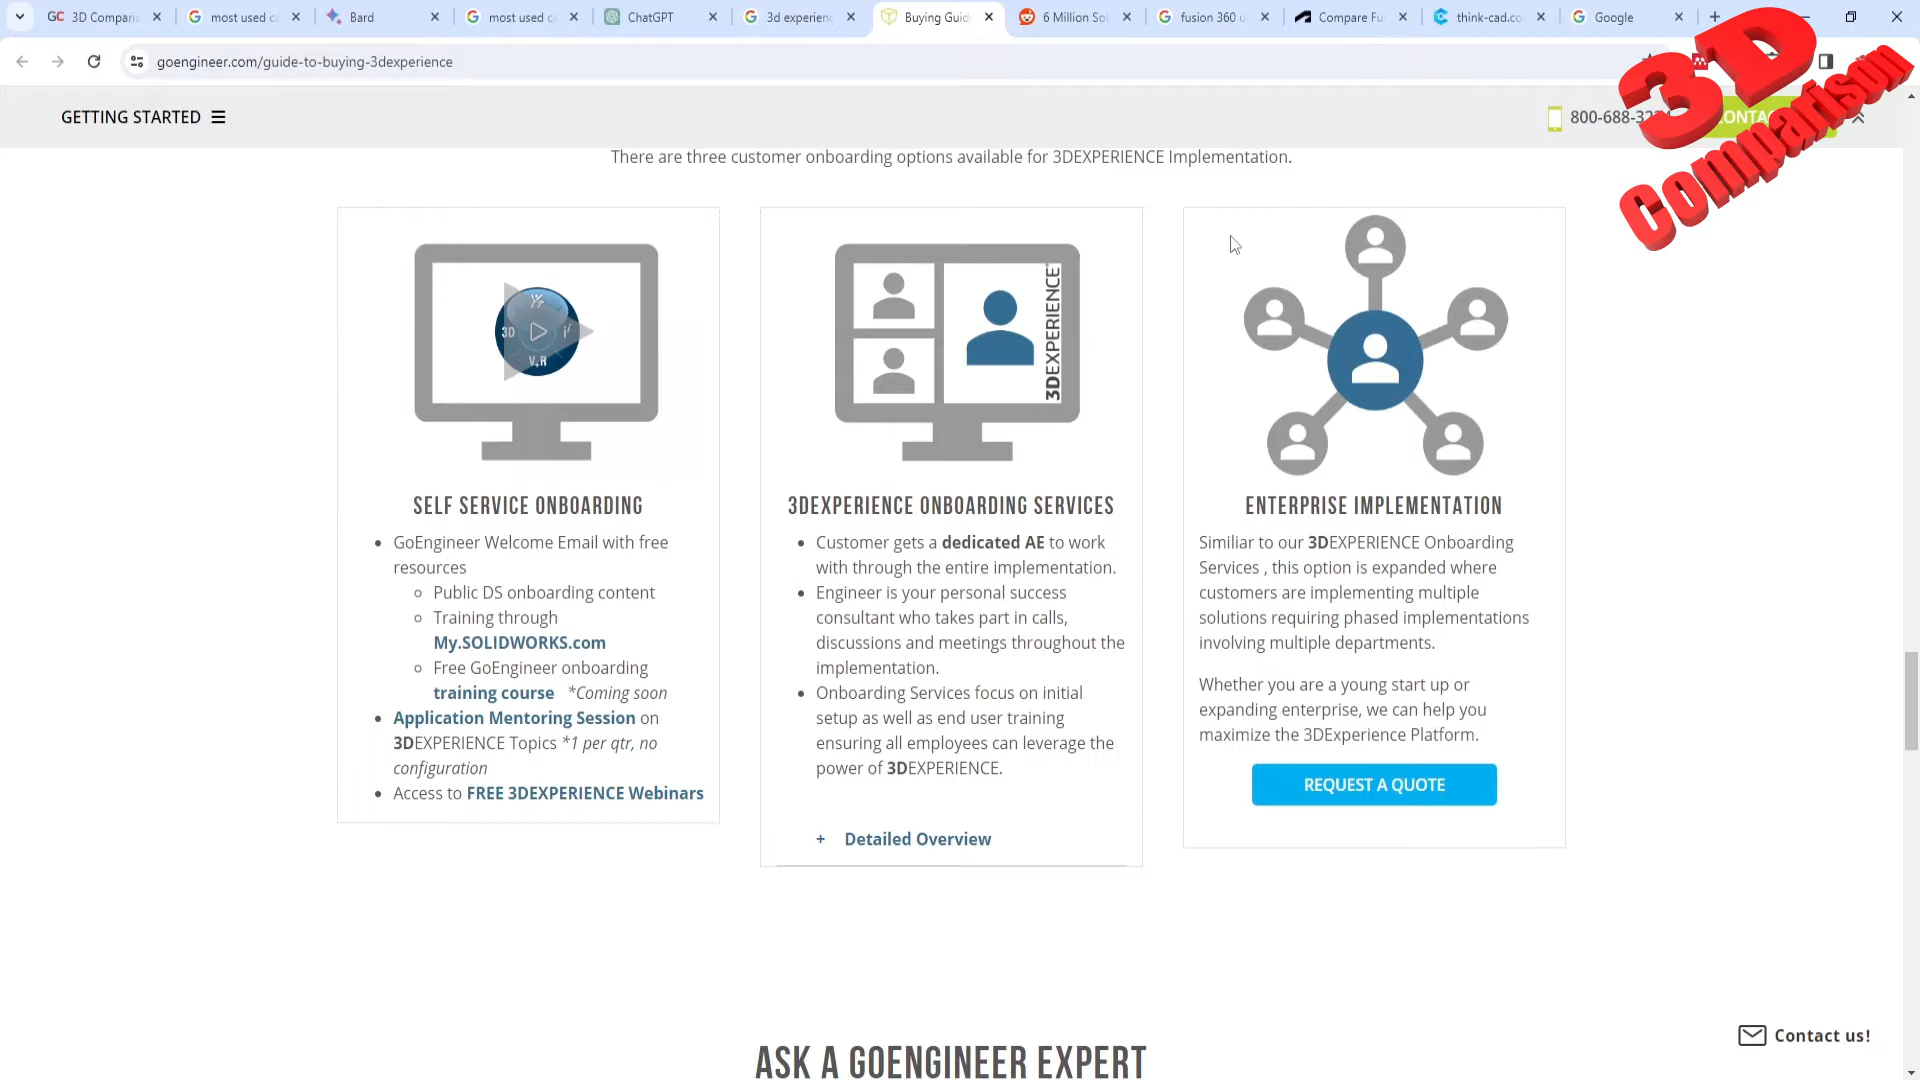 3D Comparis
most used c
Bard
most used c
ChatGPT
3d experien
Buying Guid
6 Million So
fusion 360 u
Compare Fu
think-cad.co
Google
goengineer.com/guide-to-buying-3dexperience
3D
Comparison
GETTING STARTED
800-688-32
There are three customer onboarding options available for 3DEXPERIENCE Implementation.
3D
V,R
3DEXPERIENCE
SELF SERVICE ONBOARDING
• GoEngineer Welcome Email with free
resources
Public DS onboarding content
Training through
My.SOLIDWORKS.com
Free GoEngineer onboarding
training course *Coming soon
• Application Mentoring Session on
3DEXPERIENCE Topics *1 per qtr, no
configuration
• Access to FREE 3DEXPERIENCE Webinars
3DEXPERIENCE ONBOARDING SERVICES
• Customer gets a dedicated AE to work
with through the entire implementation.
• Engineer is your personal success
consultant who takes part in calls,
discussions and meetings throughout the
implementation.
• Onboarding Services focus on initial
setup as well as end user training
ensuring all employees can leverage the
power of 3DEXPERIENCE.
+ Detailed Overview
ENTERPRISE IMPLEMENTATION
Similiar to our 3DEXPERIENCE Onboarding
Services , this option is expanded where
customers are implementing multiple
solutions requiring phased implementations
involving multiple departments.
Whether you are a young start up or
expanding enterprise, we can help you
maximize the 3DExperience Platform.
REQUEST A QUOTE
ASK A GOENGINEER EXPERT
Contact us!